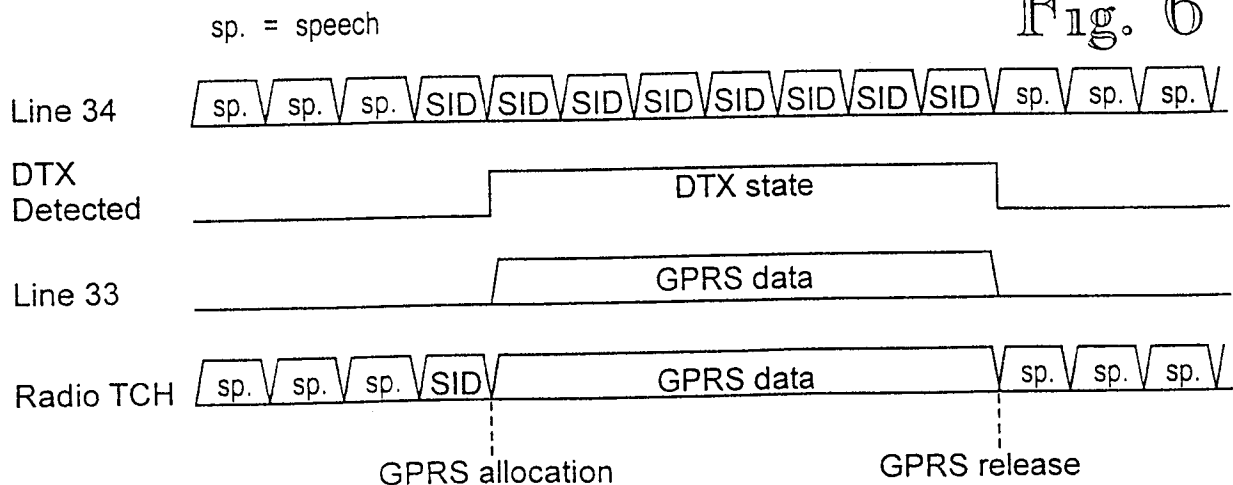 Fig. 6
sp. = speech
Line 34 sp. sp. sp. SID SID SID SID SID SID SID SID sp. sp. sp.
DTX
Detected
DTX state
Line 33 GPRS data
Radio TCH sp. sp. sp. SID GPRS data sp. sp. sp.
GPRS allocation GPRS release